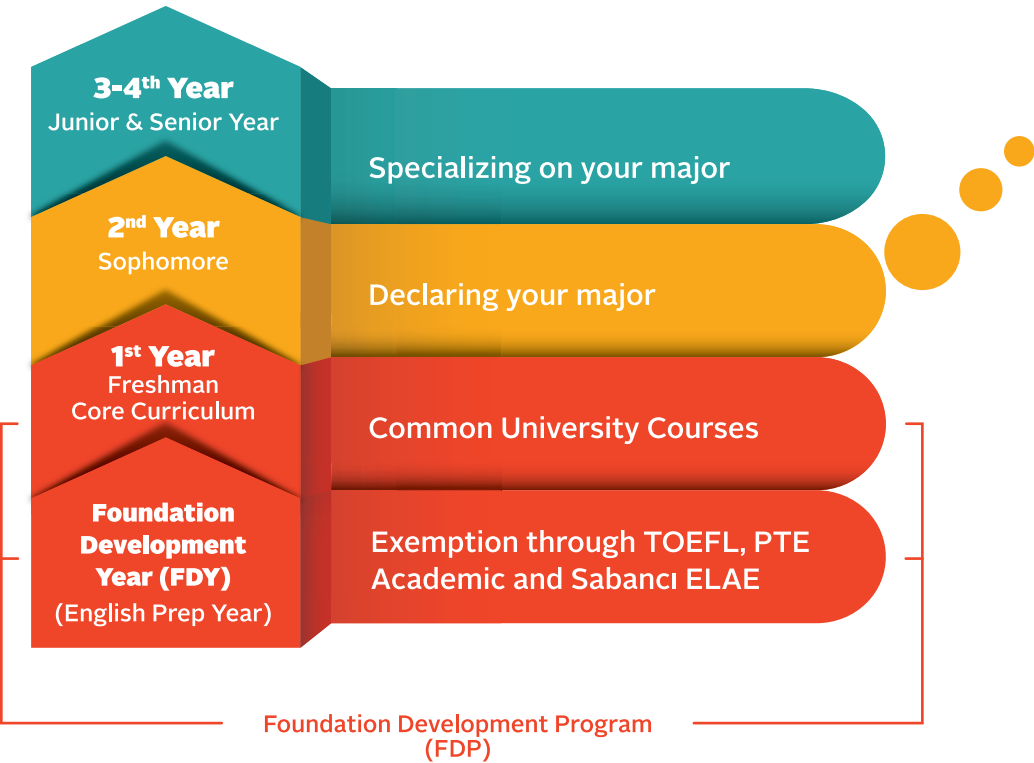 3-4th Year
Junior & Senior Year
Specializing on your major
2nd Year
Sophomore
Declaring your major
1st Year
Freshman
Core Curriculum
Common University Courses
Foundation
Development
Year (FDY)
(English Prep Year)
Exemption through TOEFL, PTE
Academic and Sabancı ELAE
Foundation Development Program
(FDP)